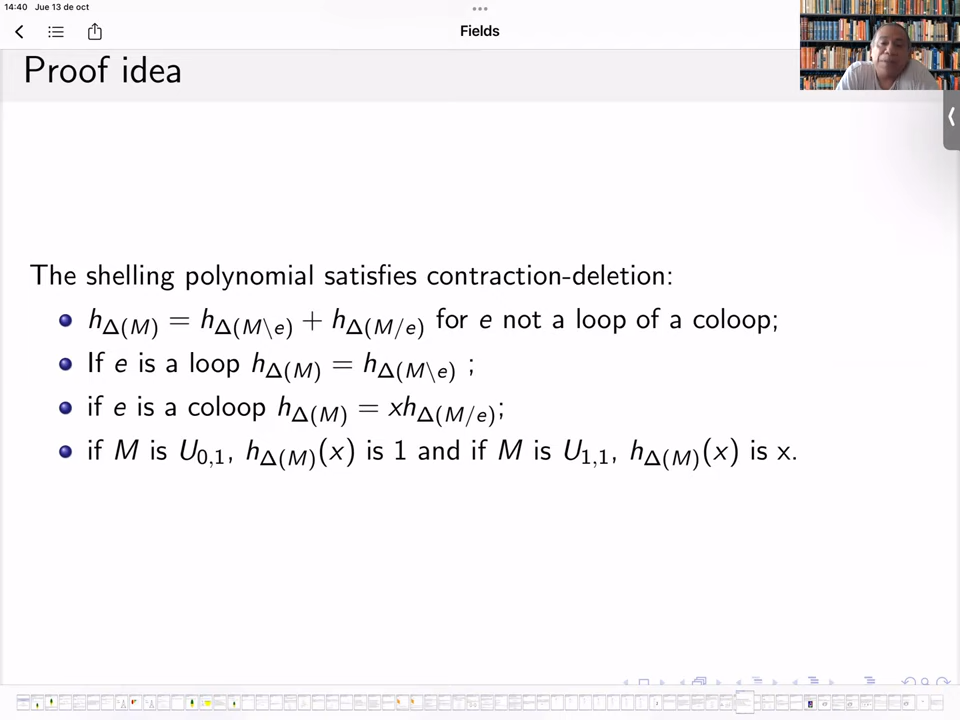 14:40 Jue 13 de oct
Fields
Proof idea
The shelling polynomial satisfies contraction-deletion:
h_{Δ(M)} = h_{Δ(M\e)} + h_{Δ(M/e)} for e not a loop of a coloop;
If e is a loop h_{Δ(M)} = h_{Δ(M\e)} ;
if e is a coloop h_{Δ(M)} = xh_{Δ(M/e)};
if M is U_{0,1}, h_{Δ(M)}(x) is 1 and if M is U_{1,1}, h_{Δ(M)}(x) is x.